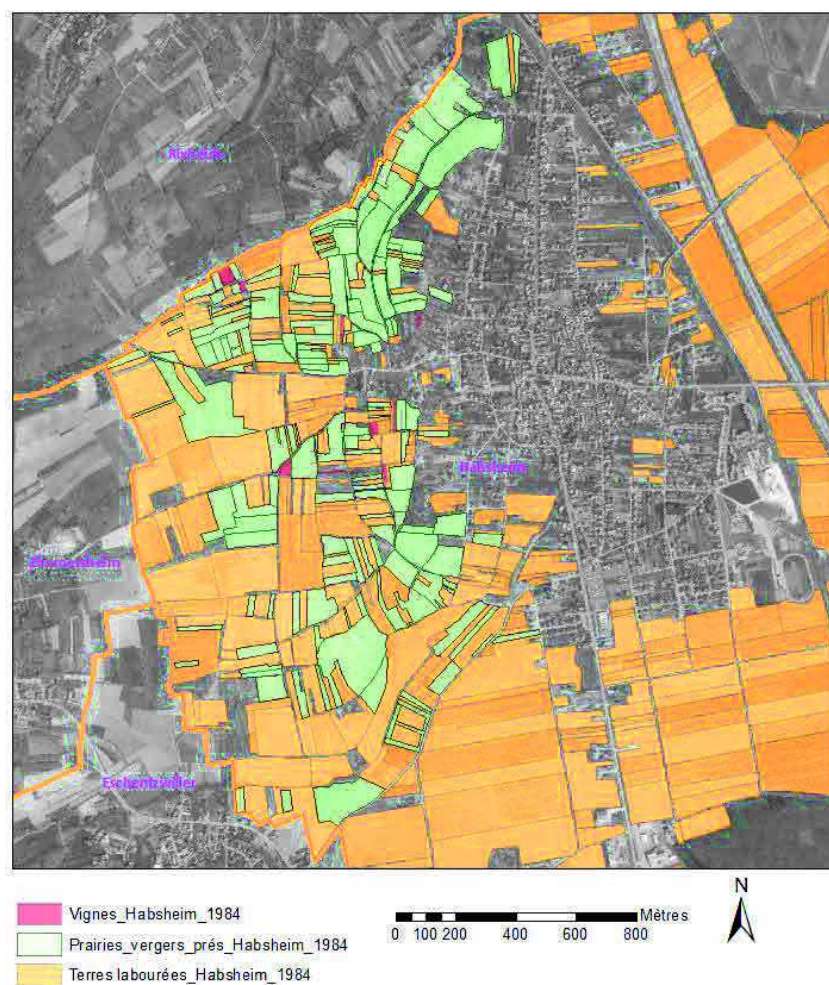 Rixheim
Habsheim
Zimmersheim
Eschentzwiller
N
Vignes_Habsheim_1984
Prairies_vergers_prés_Habsheim_1984
Terres labourées_Habsheim_1984
Mètres
0 100 200 400 600 800